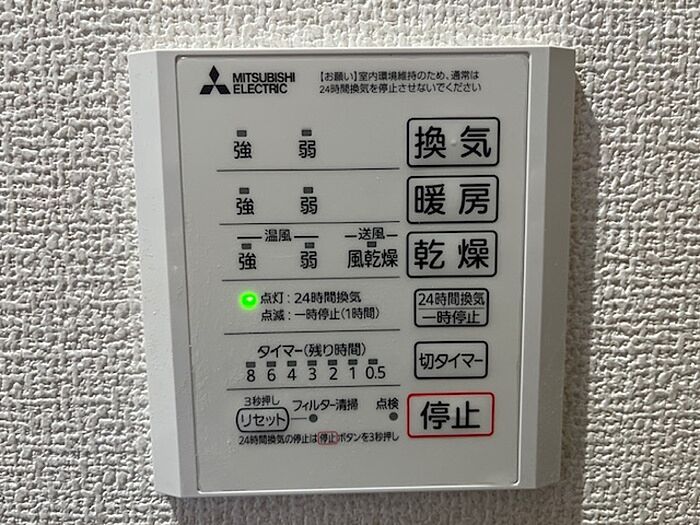 MITSUBISHI
ELECTRIC
【お願い】室内環境維持のため、通常は
24時間換気を停止させないでください
強 弱 換気
強 弱 暖房
温風 送風
強 弱 風乾燥 乾燥
点灯:24時間換気
点滅:一時停止(1時間)
24時間換気
一時停止
タイマー(残り時間)
8 6 4 3 2 1 0.5
切タイマー
3秒押し
リセット フィルター清掃 点検
停止
24時間換気の停止は停止ボタンを3秒押し